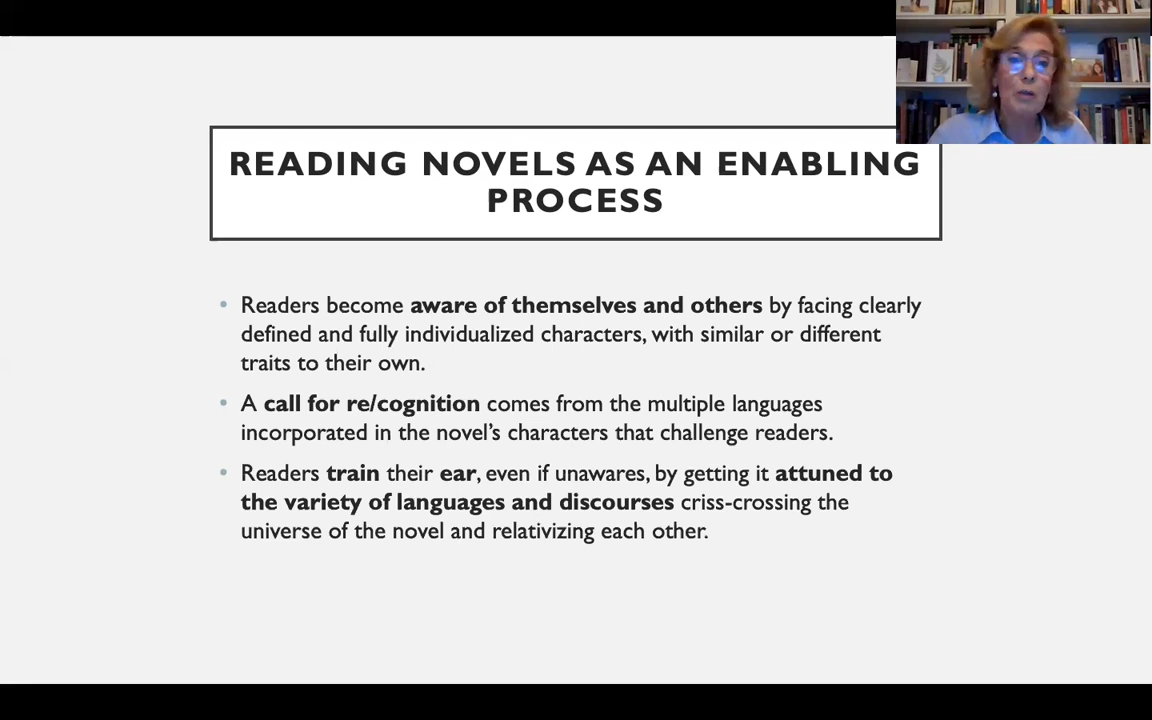 READING NOVELS AS AN ENABLING
PROCESS
• Readers become aware of themselves and others by facing clearly
defined and fully individualized characters, with similar or different
traits to their own.
• A call for re/cognition comes from the multiple languages
incorporated in the novel's characters that challenge readers.
• Readers train their ear, even if unawares, by getting it attuned to
the variety of languages and discourses criss-crossing the
universe of the novel and relativizing each other.